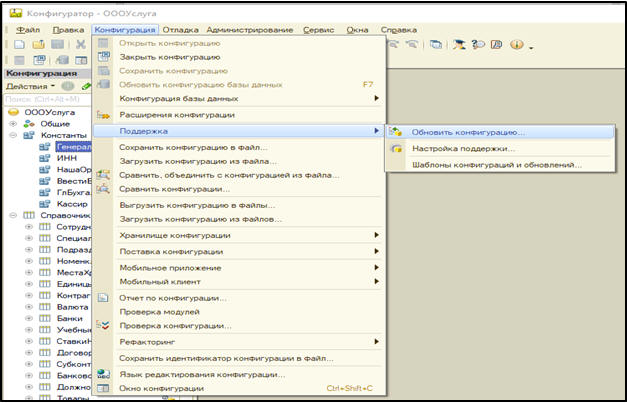 Конфигуратор - ОООУслуга
Файл Правка Конфигурация Отладка Администрирование Сервис Окна Справка
Конфигурация
Действия
Поиск (Ctrl+Alt+M)
ОООУслуга
Общие
Константы
Генерал
ИНН
НашаОр
ВвестиЕ
ГлБухга
Кассир
Справочник
Сотрудн
Специал
Подразд
Номенк
МестаХр
Единицы
Контраг
Валюта
Банки
Учебные
СтавкиН
Договор
Субконт
Банково
Должно
Товары
Открыть конфигурацию
Закрыть конфигурацию
Сохранить конфигурацию
Обновить конфигурацию базы данных F7
Конфигурация базы данных
Расширения конфигурации
Поддержка
Сохранить конфигурацию в файл...
Загрузить конфигурацию из файла...
Сравнить, объединить с конфигурацией из файла...
Сравнить конфигурации...
Выгрузить конфигурацию в файлы...
Загрузить конфигурацию из файлов...
Хранилище конфигурации
Поставка конфигурации
Мобильное приложение
Мобильный клиент
Отчет по конфигурации...
Проверка модулей
Проверка конфигурации...
Рефакторинг
Сохранить идентификатор конфигурации в файл...
Язык редактирования конфигурации...
Окно конфигурации Ctrl+Shift+C
Обновить конфигурацию...
Настройка поддержки...
Шаблоны конфигураций и обновлений...